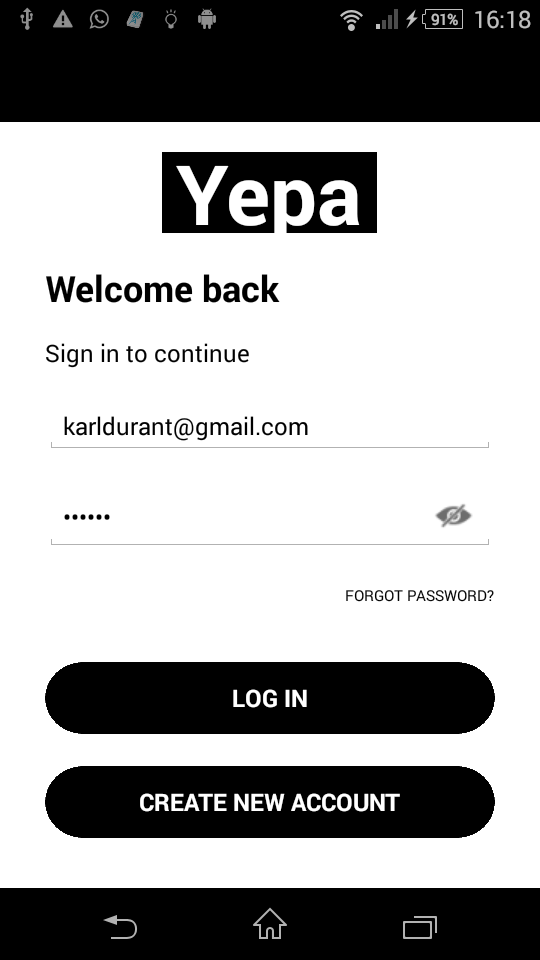 91% 16:18
Yepa
Welcome back
Sign in to continue
karldurant@gmail.com
••••••
FORGOT PASSWORD?
LOG IN
CREATE NEW ACCOUNT